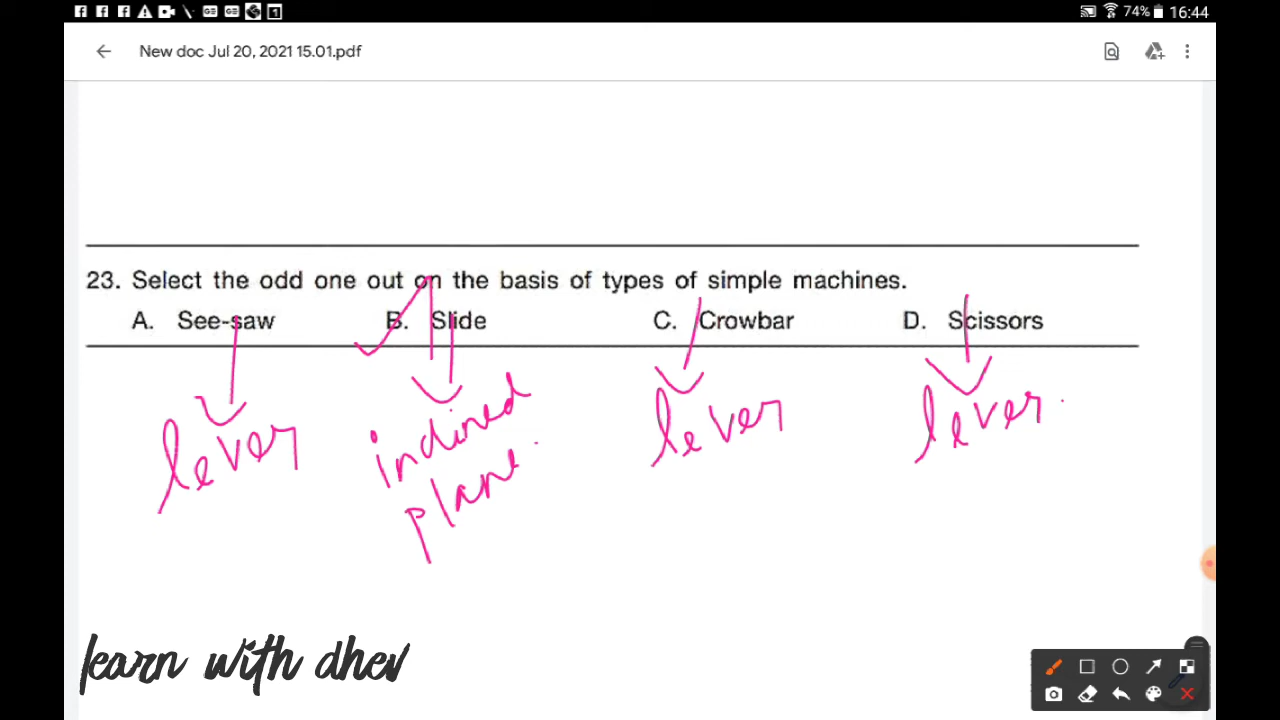 74% 16:44
New doc Jul 20, 2021 15.01.pdf
23. Select the odd one out on the basis of types of simple machines.
A. See-saw B. Slide C. Crowbar D. Scissors
lever inclined plane. lever lever.
learn with dhev